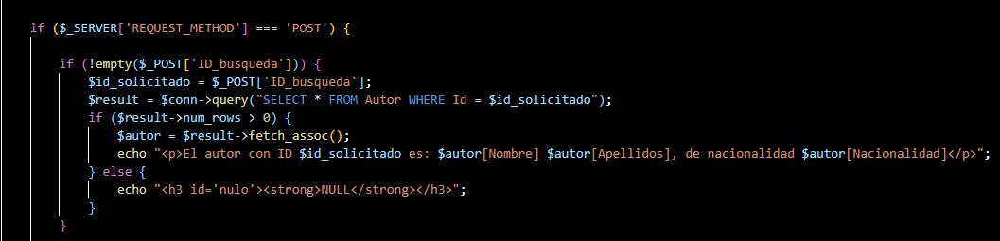 if ($_SERVER['REQUEST_METHOD'] === 'POST') {
if (!empty($_POST['ID_busqueda'])) {
$id_solicitado = $_POST['ID_busqueda'];
$result = $conn->query("SELECT * FROM Autor WHERE Id = $id_solicitado");
if ($result->num_rows > 0) {
$autor = $result->fetch_assoc();
echo "<p>El autor con ID $id_solicitado es: $autor[Nombre] $autor[Apellidos], de nacionalidad $autor[Nacionalidad]</p>";
} else {
echo "<h3 id='nulo'><strong>NULL</strong></h3>";
}
}